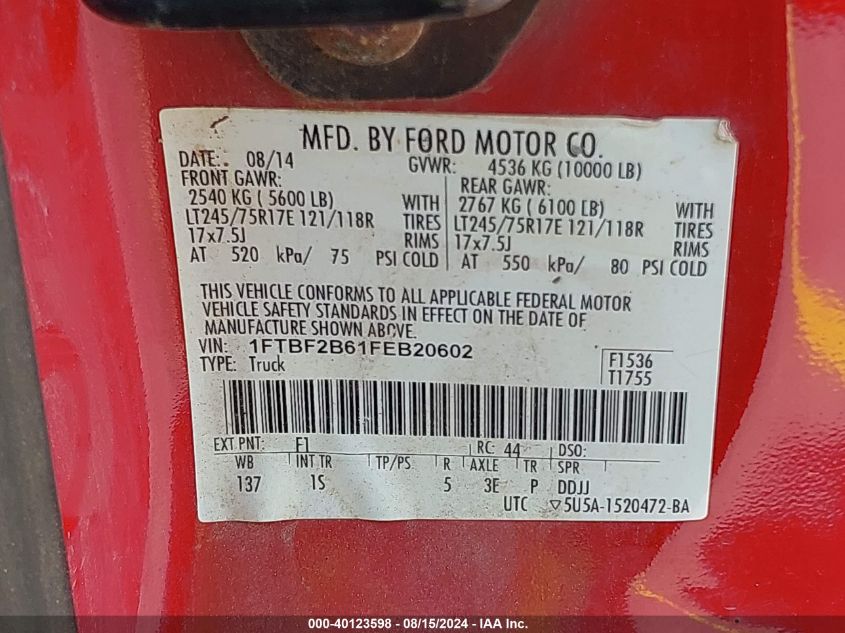 MFD. BY FORD MOTOR CO.
DATE: 08/14 GVWR: 4536 KG (10000 LB)
FRONT GAWR: REAR GAWR:
2540 KG ( 5600 LB) WITH 2767 KG ( 6100 LB) WITH
LT245/75R17E 121/118R TIRES LT245/75R17E 121/118R TIRES
17x7.5J RIMS 17x7.5J RIMS
AT 520 kPa/ 75 PSI COLD AT 550 kPa/ 80 PSI COLD
THIS VEHICLE CONFORMS TO ALL APPLICABLE FEDERAL MOTOR
VEHICLE SAFETY STANDARDS IN EFFECT ON THE DATE OF
MANUFACTURE SHOWN ABOVE.
VIN: 1FTBF2B61FEB20602 F1536
TYPE: Truck T1755
EXT PNT: F1 RC: 44 DSO:
WB INT TR TP/PS R AXLE TR SPR
137 1S 5 3E P DDJJ
UTC ▽5U5A-1520472-BA
000-40123598 - 08/15/2024 - IAA Inc.